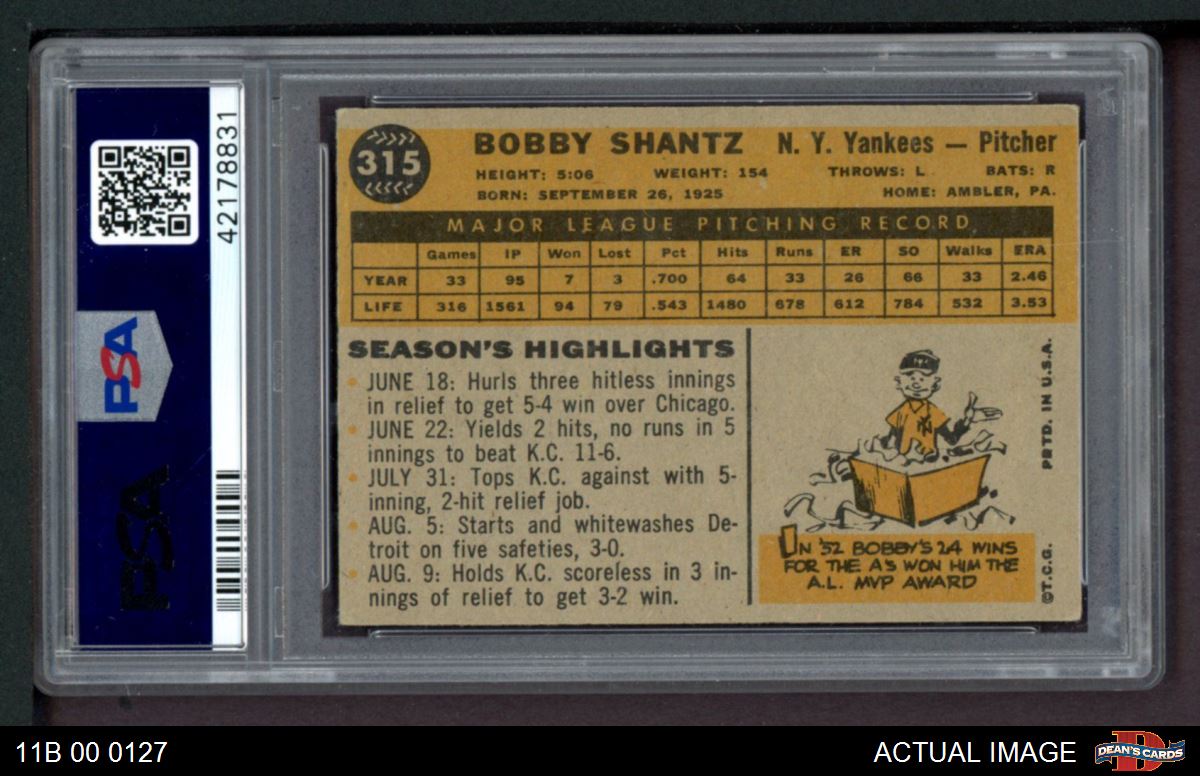 315
BOBBY SHANTZ N. Y. Yankees — Pitcher
HEIGHT: 5:06 WEIGHT: 154 THROWS: L BATS: R
BORN: SEPTEMBER 26, 1925 HOME: AMBLER, PA.
MAJOR LEAGUE PITCHING RECORD
Games IP Won Lost Pct Hits Runs ER SO Walks ERA
YEAR 33 95 7 3 .700 64 33 26 66 33 2.46
LIFE 316 1561 94 79 .543 1480 678 612 784 532 3.53
SEASON'S HIGHLIGHTS
• JUNE 18: Hurls three hitless innings
in relief to get 5-4 win over Chicago.
• JUNE 22: Yields 2 hits, no runs in 5
innings to beat K.C. 11-6.
• JULY 31: Tops K.C. against with 5-
inning, 2-hit relief job.
• AUG. 5: Starts and whitewashes De-
troit on five safeties, 3-0.
• AUG. 9: Holds K.C. scoreless in 3 in-
nings of relief to get 3-2 win.
NY
IN '52 BOBBY'S 24 WINS
FOR THE A'S WON HIM THE
A.L. MVP AWARD
©T.C.G. PRTD. IN U.S.A.
42178831
PSA
PSA
11B 00 0127
ACTUAL IMAGE
DEAN'S CARDS